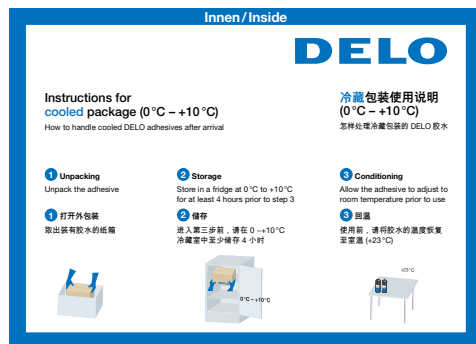 Innen/Inside
DELO
Instructions for
cooled package (0 °C – +10 °C)
How to handle cooled DELO adhesives after arrival
冷藏包装使用说明
(0 °C – +10 °C)
怎样处理冷藏包装的 DELO 胶水
1 Unpacking
Unpack the adhesive
1 打开外包装
取出装有胶水的纸箱
2 Storage
Store in a fridge at 0 °C to +10 °C
for at least 4 hours prior to step 3
2 储存
进入第三步前，请在 0 ~+10°C
冷藏室中至少储存 4 小时
0 °C – +10 °C
3 Conditioning
Allow the adhesive to adjust to
room temperature prior to use
3 回温
使用前，请将胶水的温度恢复
至室温 (+23°C)
+23°C